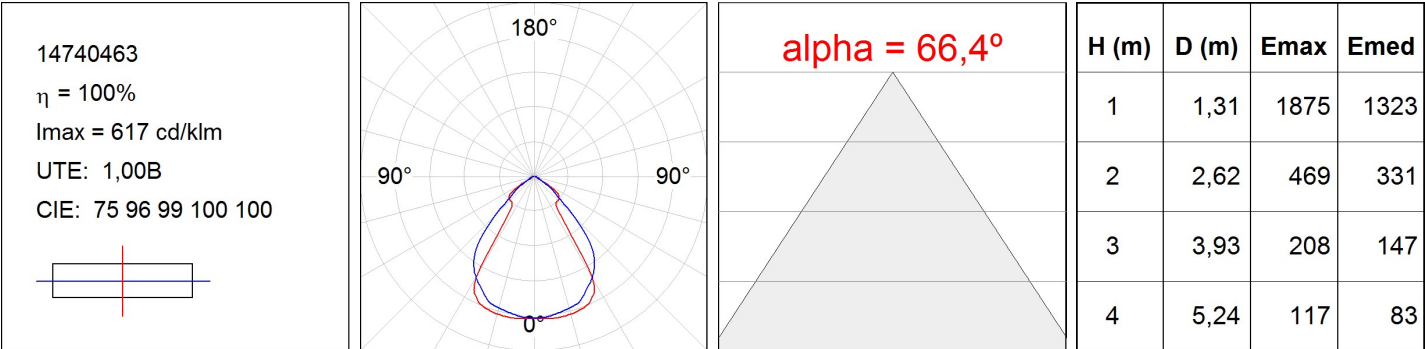 14740463
η = 100%
Imax = 617 cd/klm
UTE: 1,00B
CIE: 75 96 99 100 100
180°
90° 90°
0°
alpha = 66,4º
H (m) D (m) Emax Emed
1 1,31 1875 1323
2 2,62 469 331
3 3,93 208 147
4 5,24 117 83